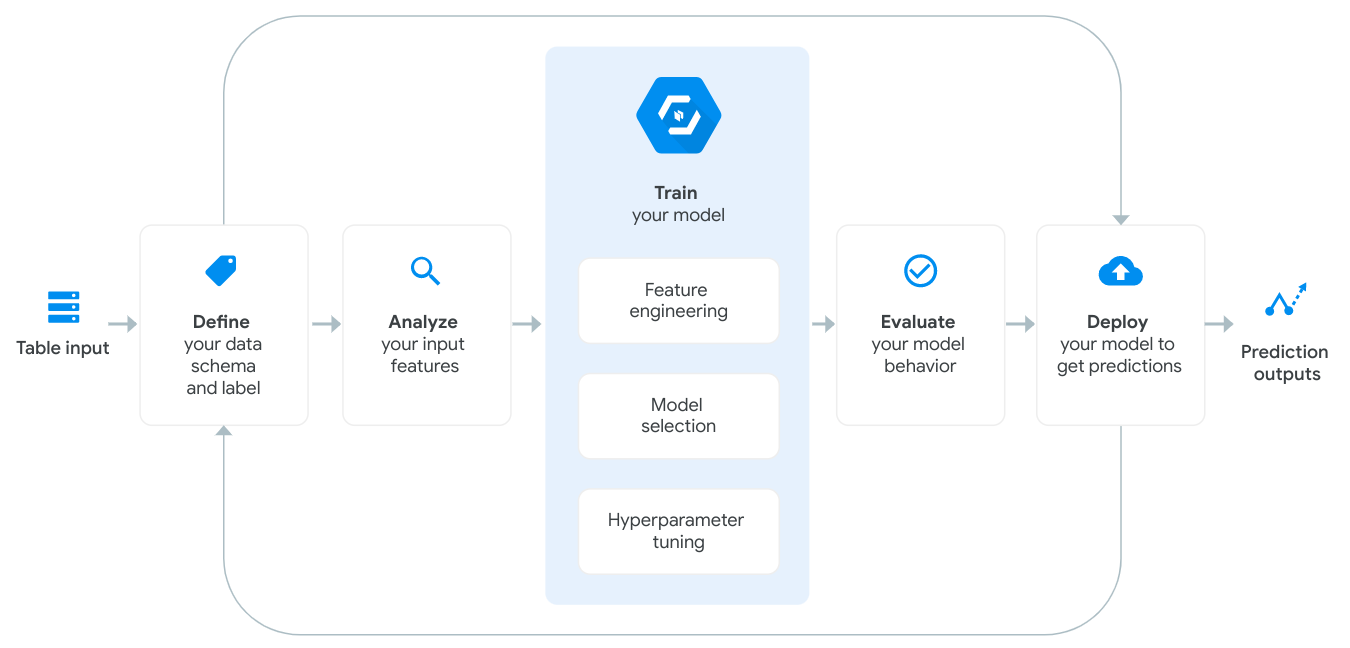 Table input
Define
your data
schema
and label
Analyze
your input
features
Train
your model
Feature
engineering
Model
selection
Hyperparameter
tuning
Evaluate
your model
behavior
Deploy
your model to
get predictions
Prediction
outputs